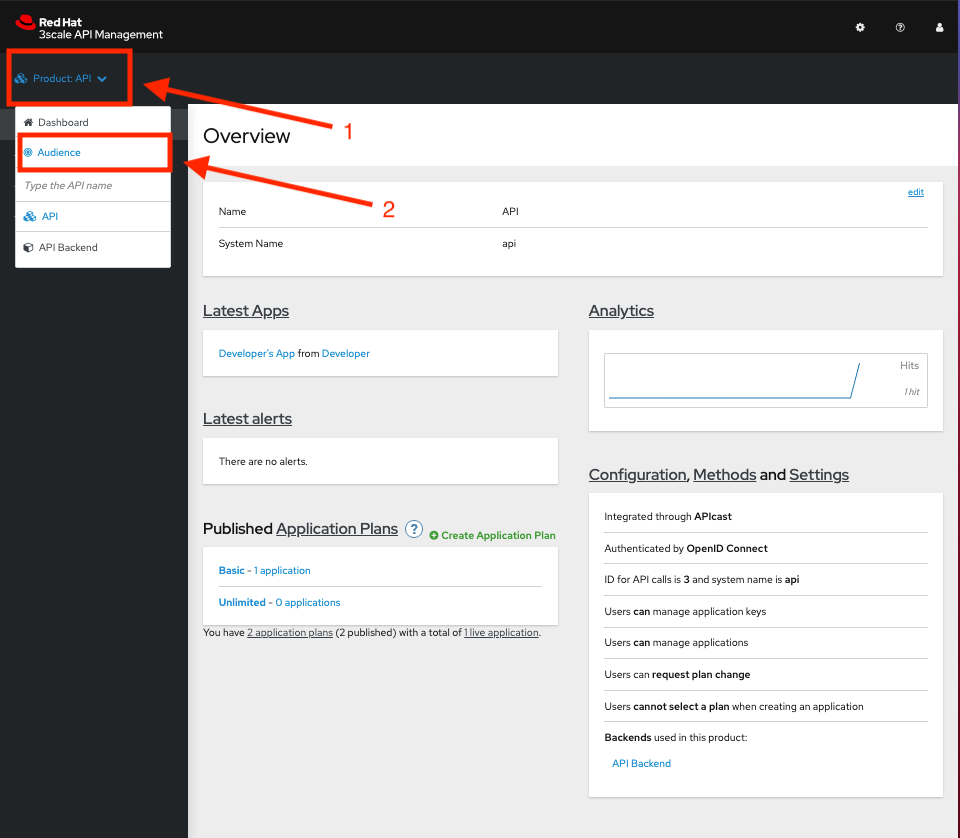 Red Hat
3scale API Management
Product: API
Dashboard
Audience
Type the API name
API
API Backend
1
2
Overview
edit
Name API
System Name api
Latest Apps
Developer's App from Developer
Latest alerts
There are no alerts.
Published Application Plans ? Create Application Plan
Basic - 1 application
Unlimited - 0 applications
You have 2 application plans (2 published) with a total of 1 live application.
Analytics
Hits
1 hit
Configuration, Methods and Settings
Integrated through APIcast
Authenticated by OpenID Connect
ID for API calls is 3 and system name is api
Users can manage application keys
Users can manage applications
Users can request plan change
Users cannot select a plan when creating an application
Backends used in this product:
API Backend